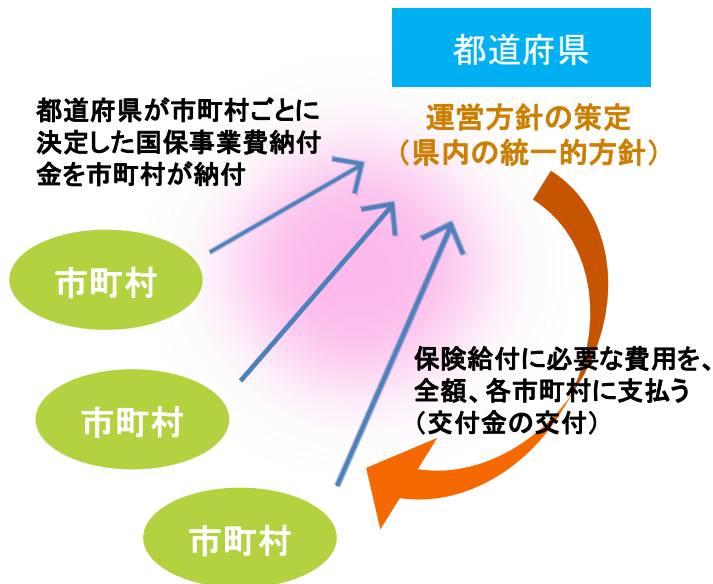 都道府県
運営方針の策定
（県内の統一的方針）
都道府県が市町村ごとに
決定した国保事業費納付
金を市町村が納付
市町村
保険給付に必要な費用を、
全額、各市町村に支払う
（交付金の交付）
市町村
市町村